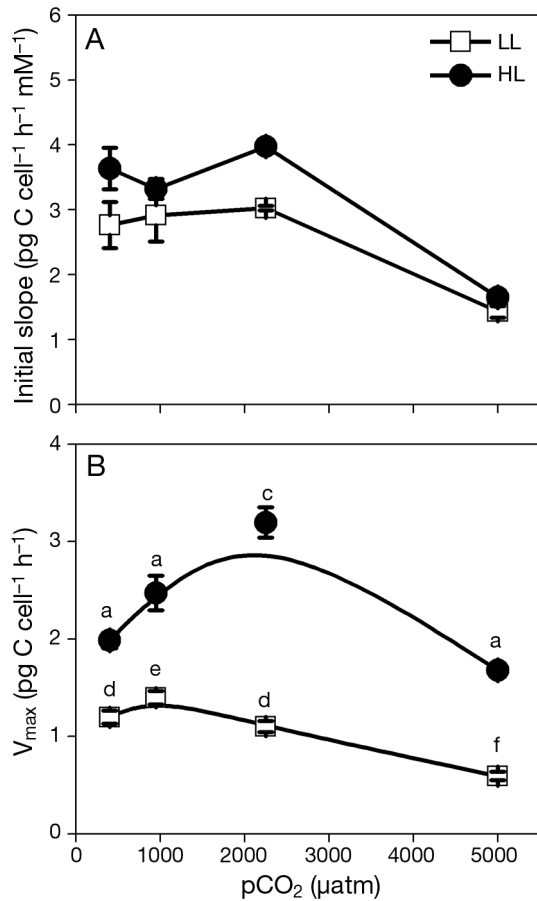 A
LL
HL
6
5
4
3
2
1
0
Initial slope (pg C cell⁻¹ h⁻¹ mM⁻¹)
B
4
3
2
1
0
V_max (pg C cell⁻¹ h⁻¹)
c
a
a
a
d
e
d
f
0 1000 2000 3000 4000 5000
pCO₂ (µatm)